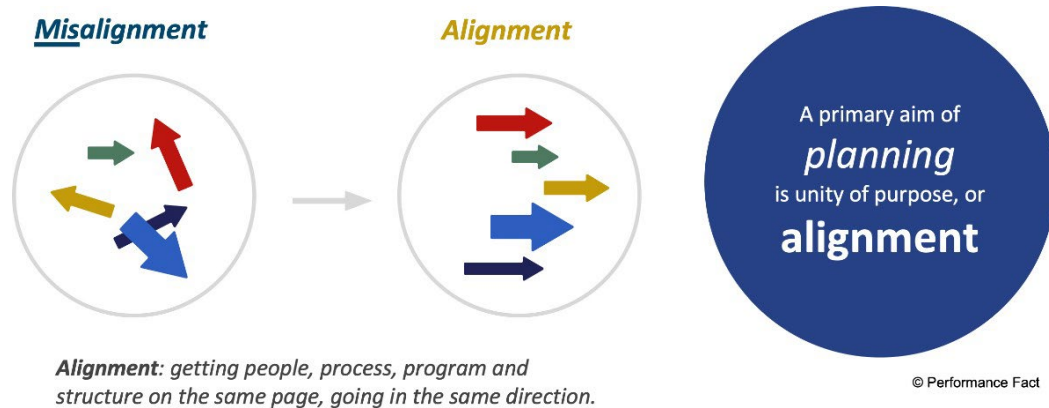 Misalignment
Alignment
A primary aim of
planning
is unity of purpose, or
alignment
Alignment: getting people, process, program and
structure on the same page, going in the same direction.
© Performance Fact